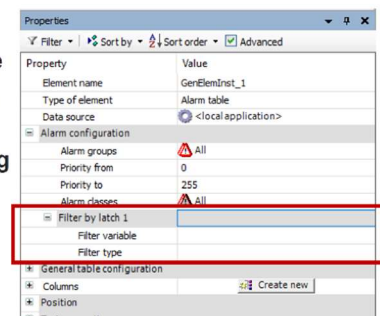 e
g
Properties
Filter Sort by Sort order Advanced
Property Value
Element name GenElemInst_1
Type of element Alarm table
Data source <local application>
Alarm configuration
Alarm groups All
Priority from 0
Priority to 255
Alarm classes All
Filter by latch 1
Filter variable
Filter type
General table configuration
Columns Create new
Position